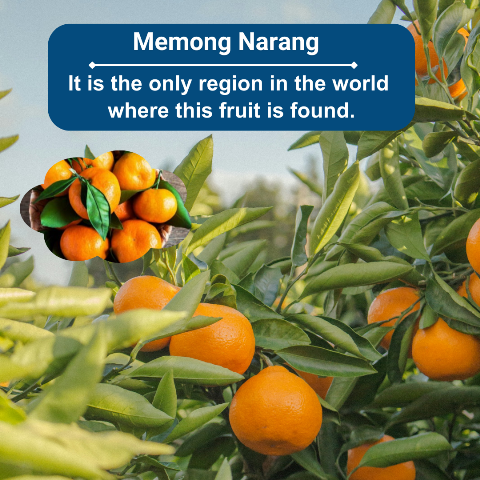 Memong Narang
It is the only region in the world
where this fruit is found.